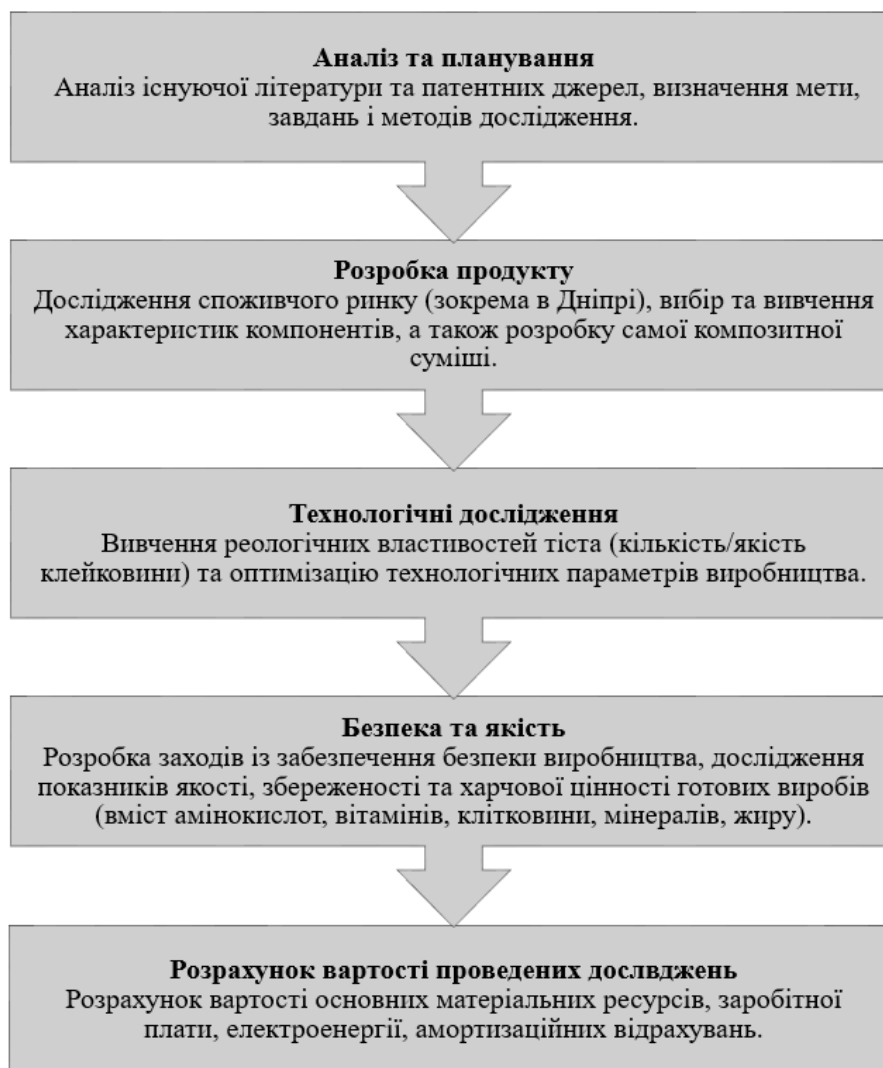 Аналіз та планування
Аналіз існуючої літератури та патентних джерел, визначення мети,
завдань і методів дослідження.
Розробка продукту
Дослідження споживчого ринку (зокрема в Дніпрі), вибір та вивчення
характеристик компонентів, а також розробку самої композитної
суміші.
Технологічні дослідження
Вивчення реологічних властивостей тіста (кількість/якість
клейковини) та оптимізацію технологічних параметрів виробництва.
Безпека та якість
Розробка заходів із забезпечення безпеки виробництва, дослідження
показників якості, збереженості та харчової цінності готових виробів
(вміст амінокислот, вітамінів, клітковини, мінералів, жиру).
Розрахунок вартості проведених дослвджень
Розрахунок вартості основних матеріальних ресурсів, заробітної
плати, електроенергії, амортизаційних відрахувань.